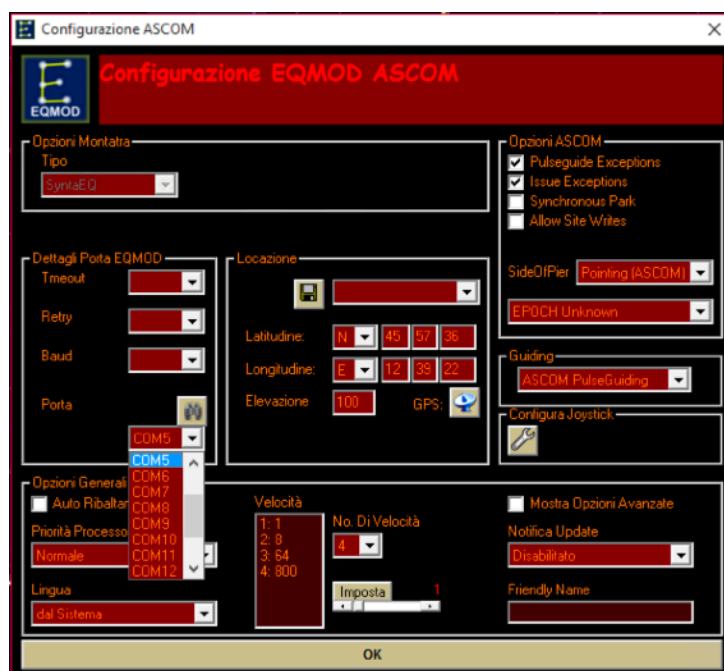 Configurazione ASCOM
EQMOD
Configurazione EQMOD ASCOM
Opzioni Montatra
Tipo
SyntaEQ
Opzioni ASCOM
Pulseguide Exceptions
Issue Exceptions
Synchronous Park
Allow Site Writes
SideOfPier Pointing (ASCOM)
EPOCH Unknown
Dettagli Porta EQMOD
Tmeout
Retry
Baud
Porta
COM5
COM5
COM6
COM7
COM8
COM9
COM10
COM11
COM12
Locazione
Latitudine: N 45 57 36
Longitudine: E 12 39 22
Elevazione 100 GPS:
Guiding
ASCOM PulseGuiding
Configura Joystick
Opzioni Generali
Auto Ribaltan
Priorità Processo
Normale
Lingua
dal Sistema
Velocità
1: 1
2: 8
3: 64
4: 800
No. Di Velocità
4
Imposta 1
Mostra Opzioni Avanzate
Notifica Update
Disabilitato
Friendly Name
OK